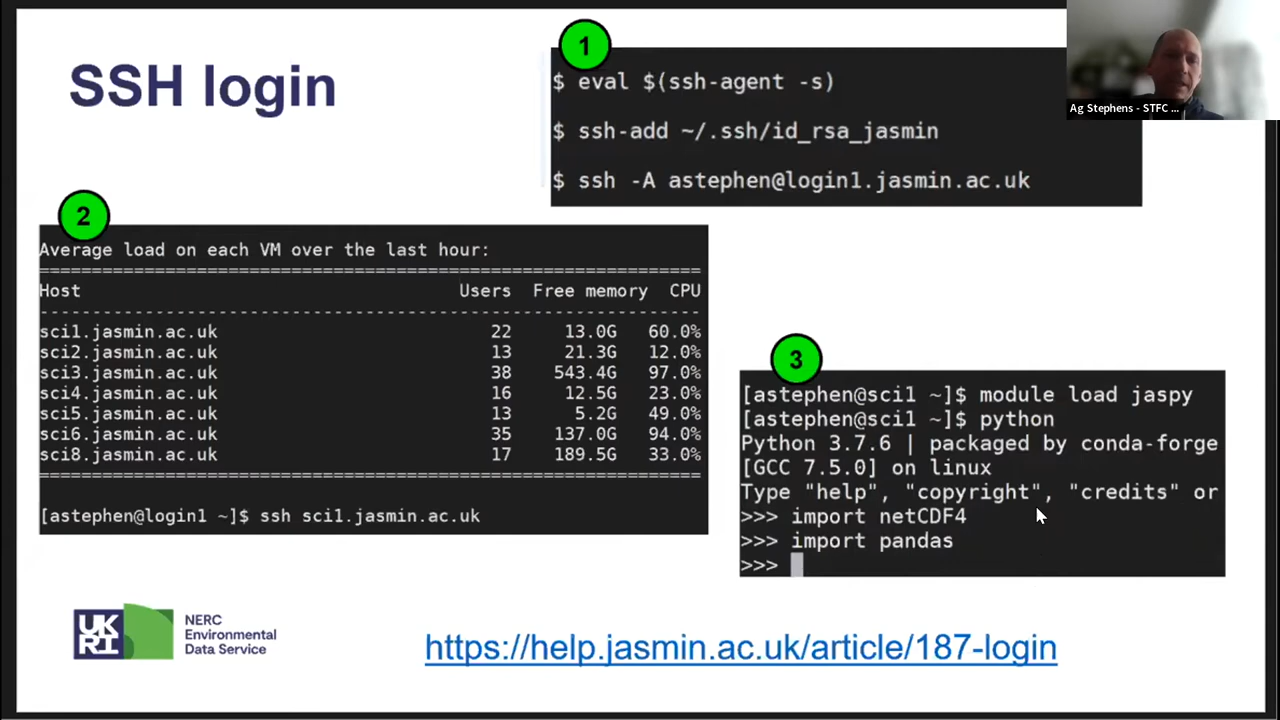 SSH login
1
$ eval $(ssh-agent -s)
$ ssh-add ~/.ssh/id_rsa_jasmin
$ ssh -A astephen@login1.jasmin.ac.uk
Ag Stephens - STFC ...
2
Average load on each VM over the last hour:
===============================================================
Host Users Free memory CPU
---------------------------------------------------------------
sci1.jasmin.ac.uk 22 13.0G 60.0%
sci2.jasmin.ac.uk 13 21.3G 12.0%
sci3.jasmin.ac.uk 38 543.4G 97.0%
sci4.jasmin.ac.uk 16 12.5G 23.0%
sci5.jasmin.ac.uk 13 5.2G 49.0%
sci6.jasmin.ac.uk 35 137.0G 94.0%
sci8.jasmin.ac.uk 17 189.5G 33.0%
===============================================================
[astephen@login1 ~]$ ssh sci1.jasmin.ac.uk
3
[astephen@sci1 ~]$ module load jaspy
[astephen@sci1 ~]$ python
Python 3.7.6 | packaged by conda-forge
[GCC 7.5.0] on linux
Type "help", "copyright", "credits" or
>>> import netCDF4
>>> import pandas
>>>
UK
RI
NERC
Environmental
Data Service
https://help.jasmin.ac.uk/article/187-login